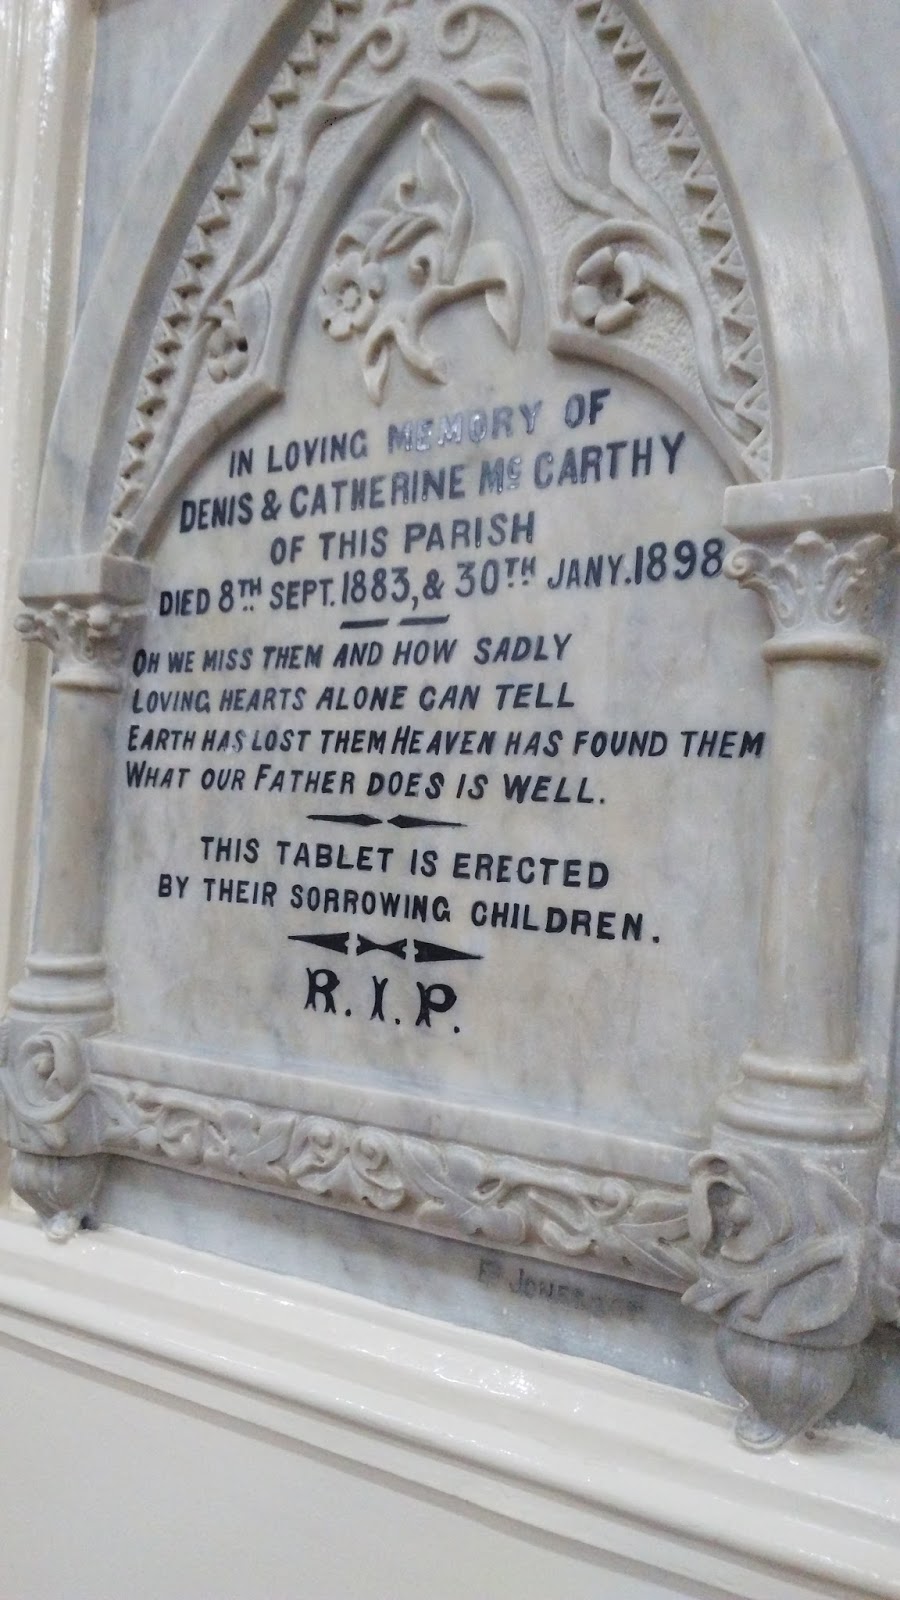 IN LOVING MEMORY OF
DENIS & CATHERINE Mc CARTHY
OF THIS PARISH
DIED 8TH SEPT. 1883, & 30TH JANY. 1898
OH WE MISS THEM AND HOW SADLY
LOVING HEARTS ALONE CAN TELL
EARTH HAS LOST THEM HEAVEN HAS FOUND THEM
WHAT OUR FATHER DOES IS WELL.
THIS TABLET IS ERECTED
BY THEIR SORROWING CHILDREN.
R.I.P.